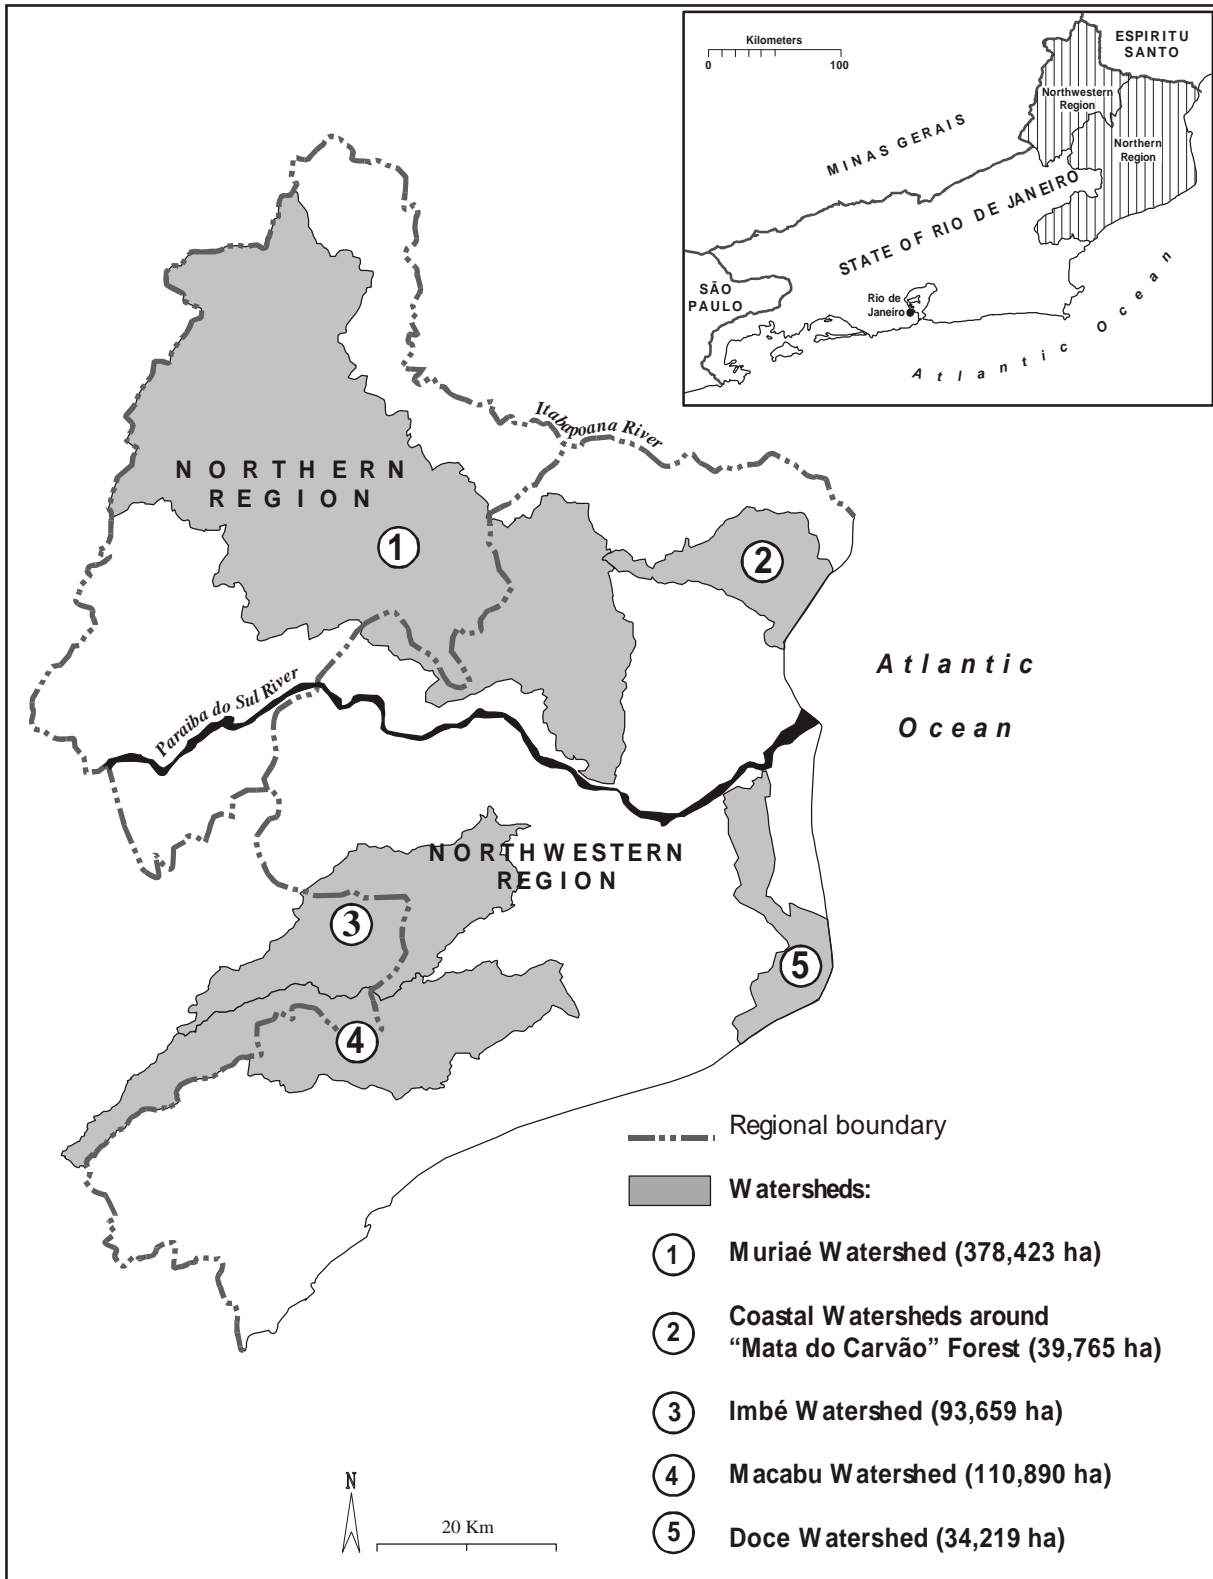 Kilometers
0 100
ESPIRITU
SANTO
Northwestern
Region
Northern
Region
MINAS GERAIS
STATE OF RIO DE JANEIRO
SÃO
PAULO
Rio de
Janeiro
Atlantic Ocean
Itabapoana River
NORTHERN
REGION
1
2
Atlantic
Ocean
Paraiba do Sul River
NORTHWESTERN
REGION
3
5
4
Regional boundary
Watersheds:
1 Muriaé Watershed (378,423 ha)
2 Coastal Watersheds around
“Mata do Carvão” Forest (39,765 ha)
3 Imbé Watershed (93,659 ha)
4 Macabu Watershed (110,890 ha)
5 Doce Watershed (34,219 ha)
N
20 Km